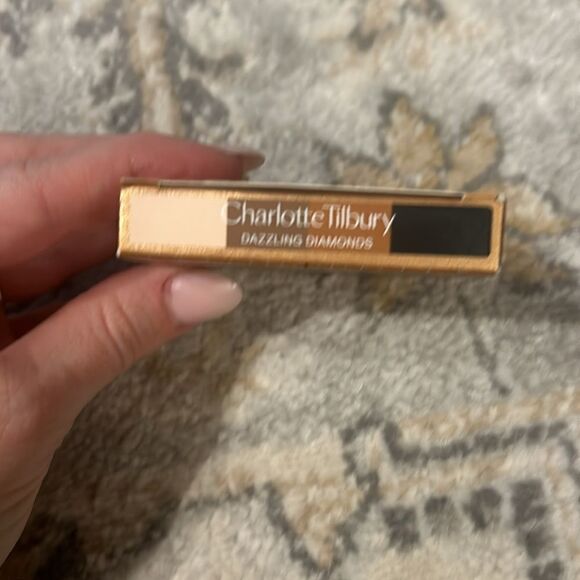 Charlotte Tilbury
DAZZLING DIAMONDS